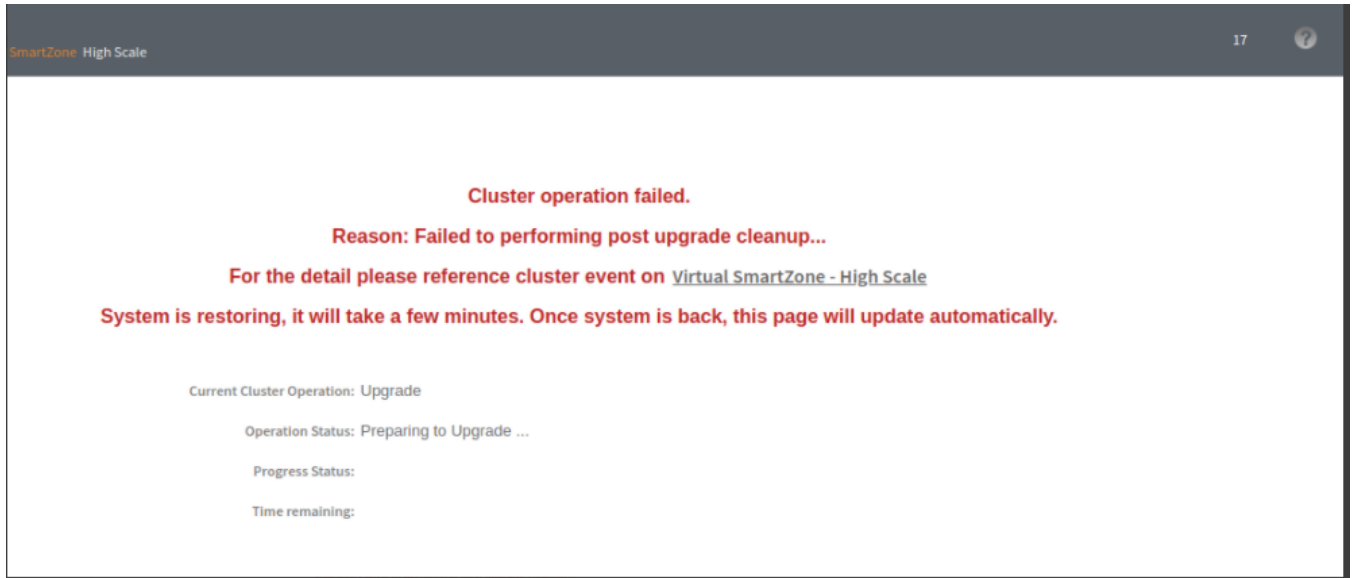 SmartZone High Scale
17
?
Cluster operation failed.
Reason: Failed to performing post upgrade cleanup...
For the detail please reference cluster event on Virtual SmartZone - High Scale
System is restoring, it will take a few minutes. Once system is back, this page will update automatically.
Current Cluster Operation: Upgrade
Operation Status: Preparing to Upgrade ...
Progress Status:
Time remaining: